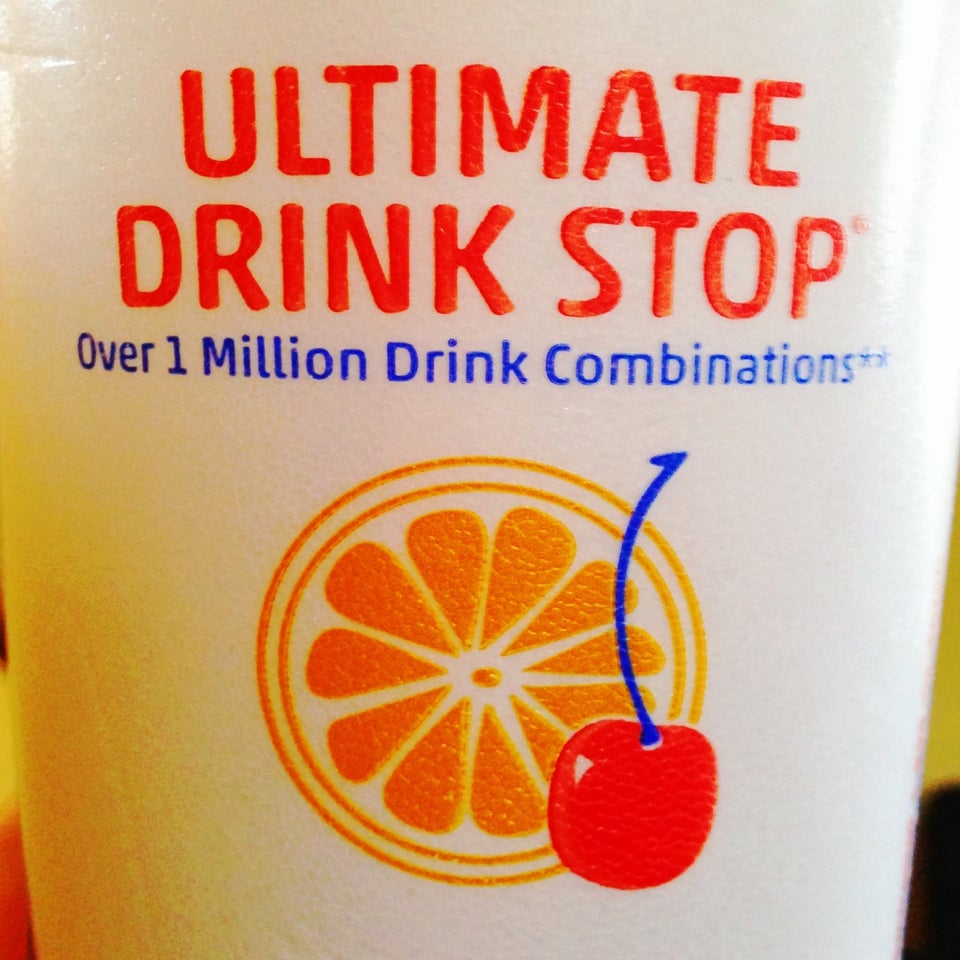 ULTIMATE
DRINK STOP®
Over 1 Million Drink Combinations**